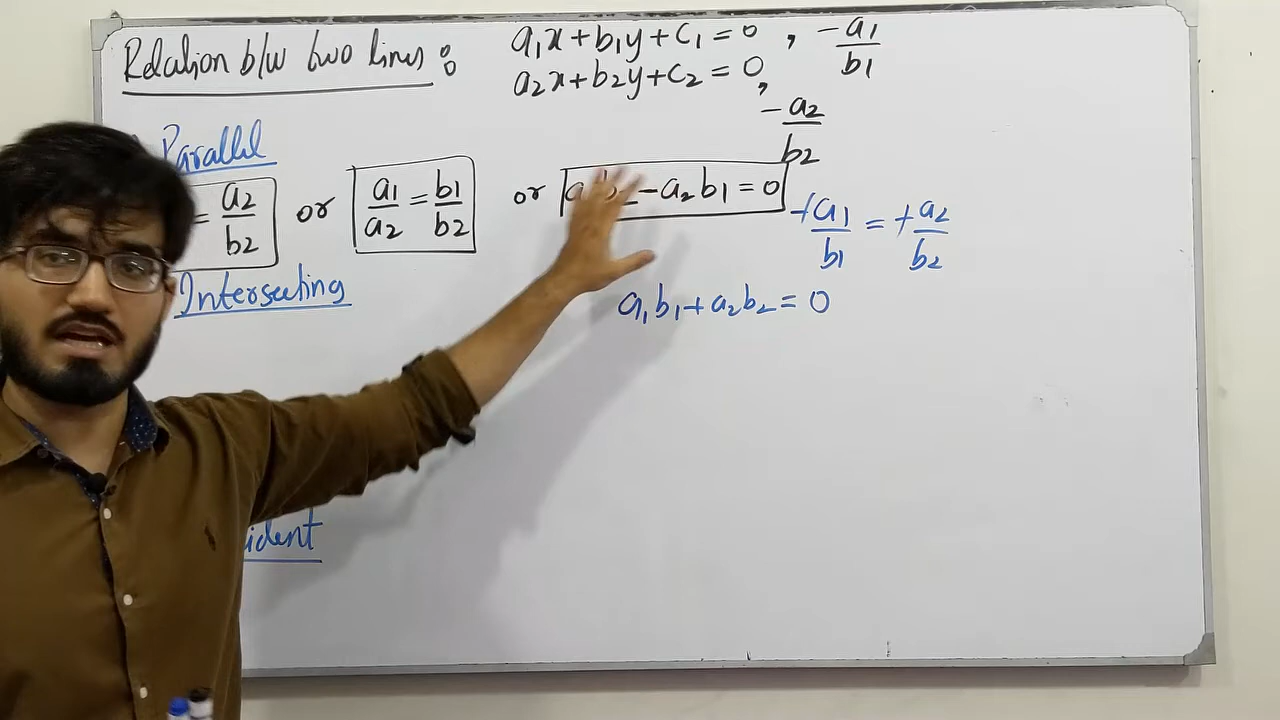 Relation b/w two lines :
a₁x + b₁y + c₁ = 0 , -a₁/b₁
a₂x + b₂y + c₂ = 0 , -a₂/b₂
Parallel
= a₂/b₂ or a₁/a₂ = b₁/b₂ or - a₂b₁ = 0
+a₁/b₁ = +a₂/b₂
Intersecting
a₁b₁ + a₂b₂ = 0
ident